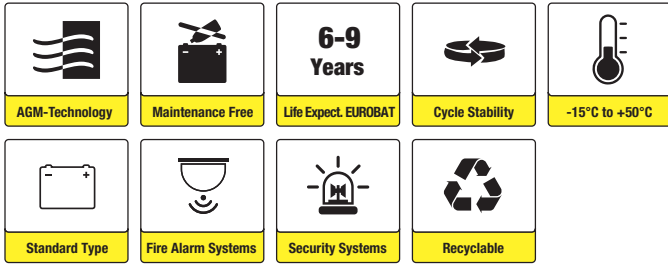 6-9
Years
AGM-Technology
Maintenance Free
Life Expect. EUROBAT
Cycle Stability
-15°C to +50°C
Standard Type
Fire Alarm Systems
Security Systems
Recyclable